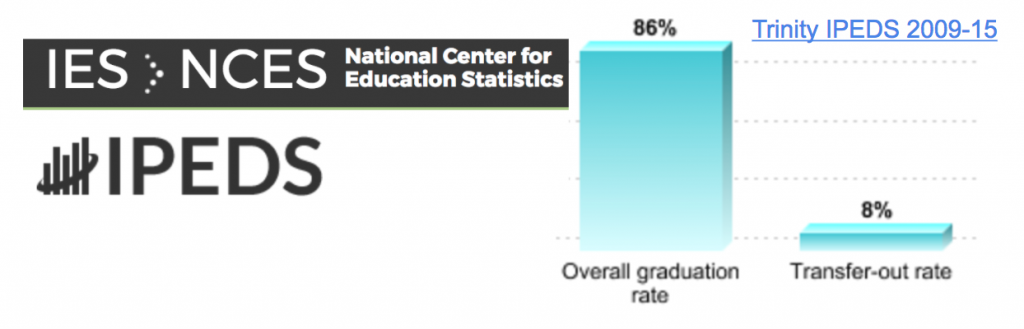 IES NCES National Center for
Education Statistics
IPEDS
Trinity IPEDS 2009-15
86%
8%
Overall graduation
rate
Transfer-out rate